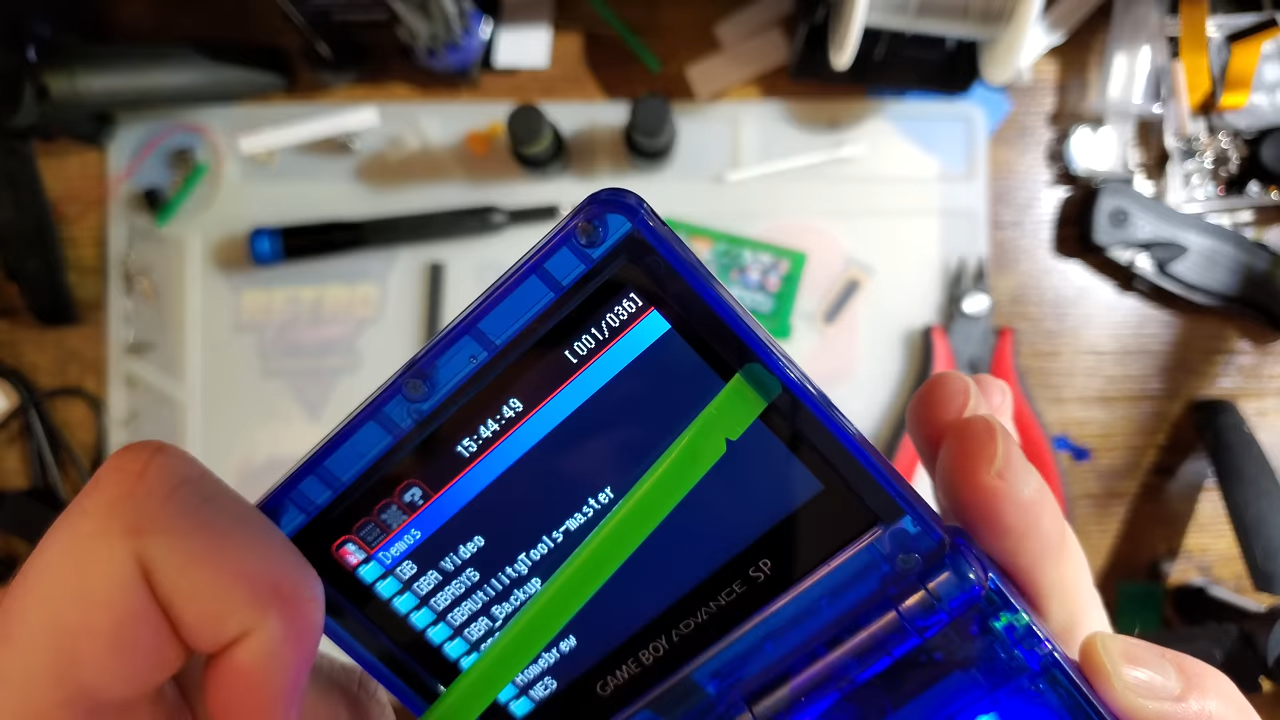 [001/036]
15:44:49
Demos
GB
GBA Video
GBASYS
GBAUtilityTools-master
GBA_Backup
Homebrew
NES
GAME BOY ADVANCE SP
RETRO